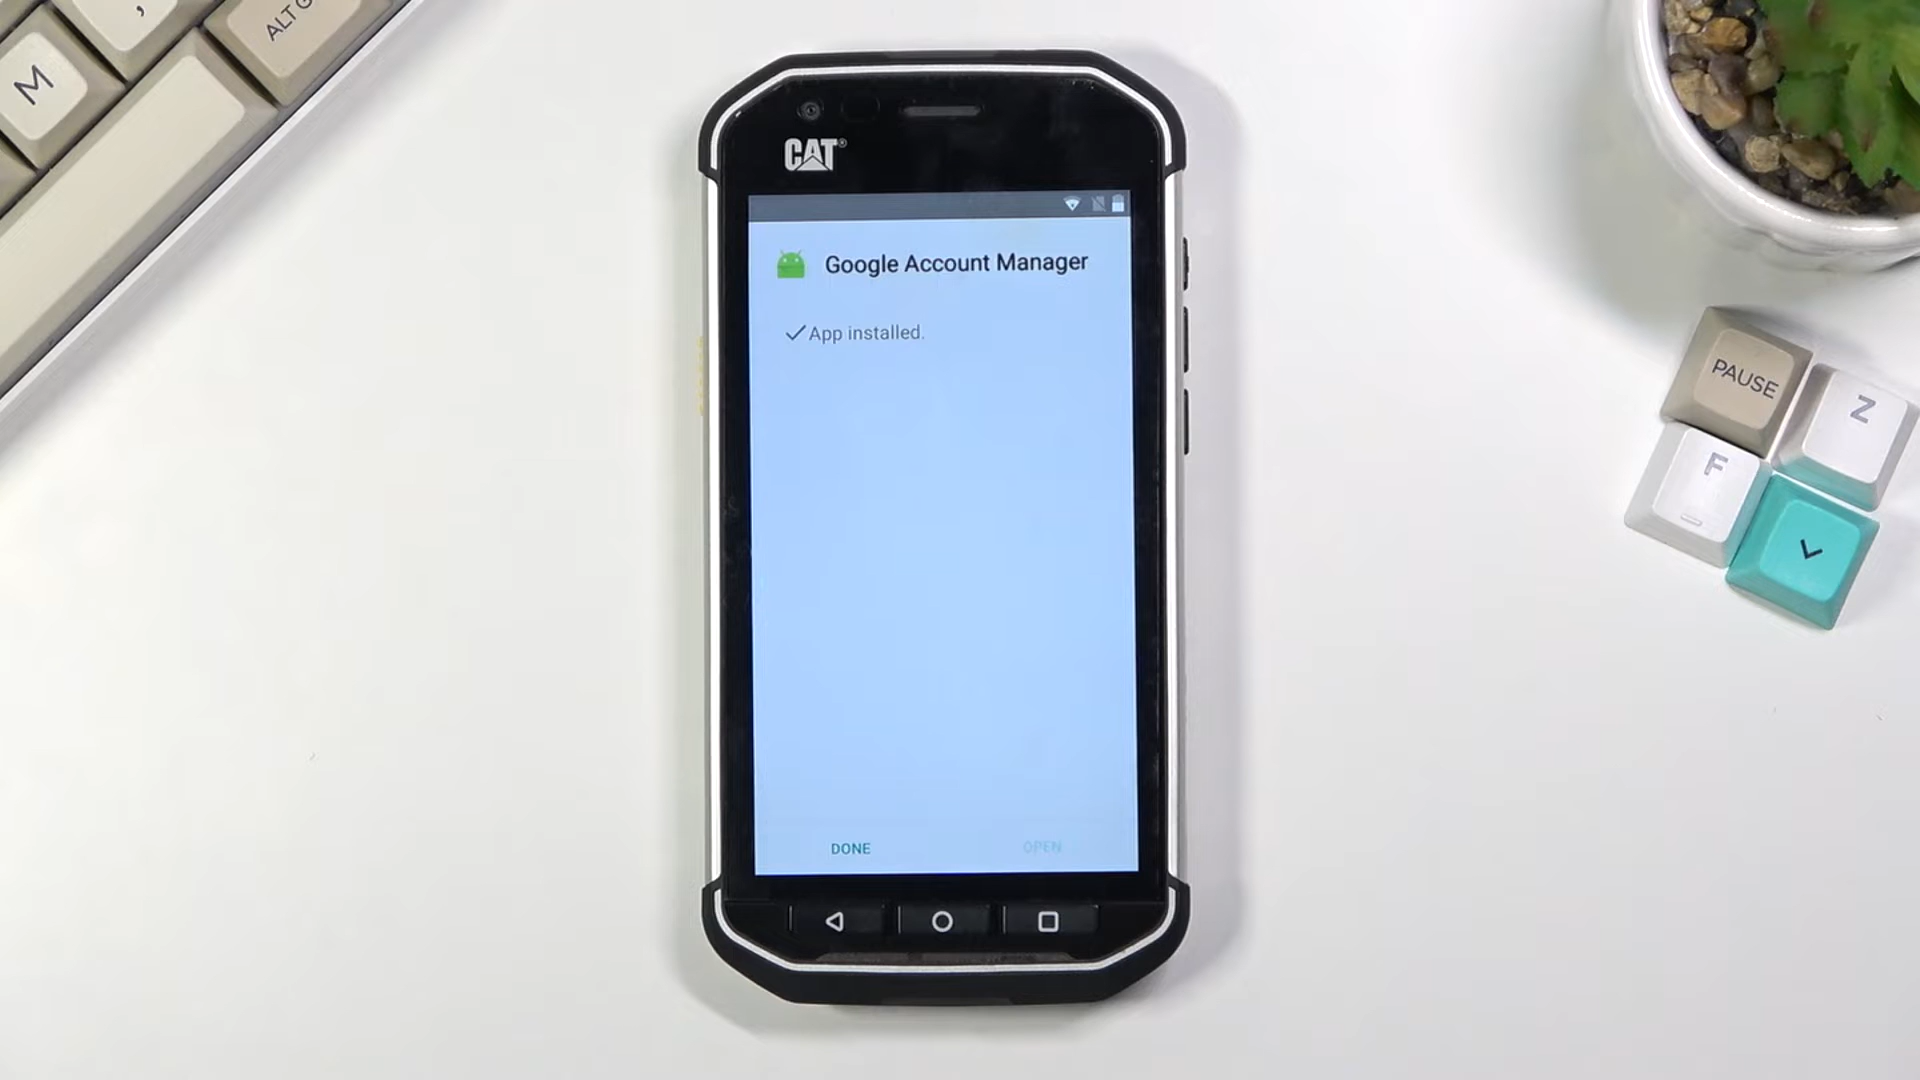 ,
ALT G
M
CAT®
Google Account Manager
App installed.
DONE
OPEN
PAUSE
Z
F